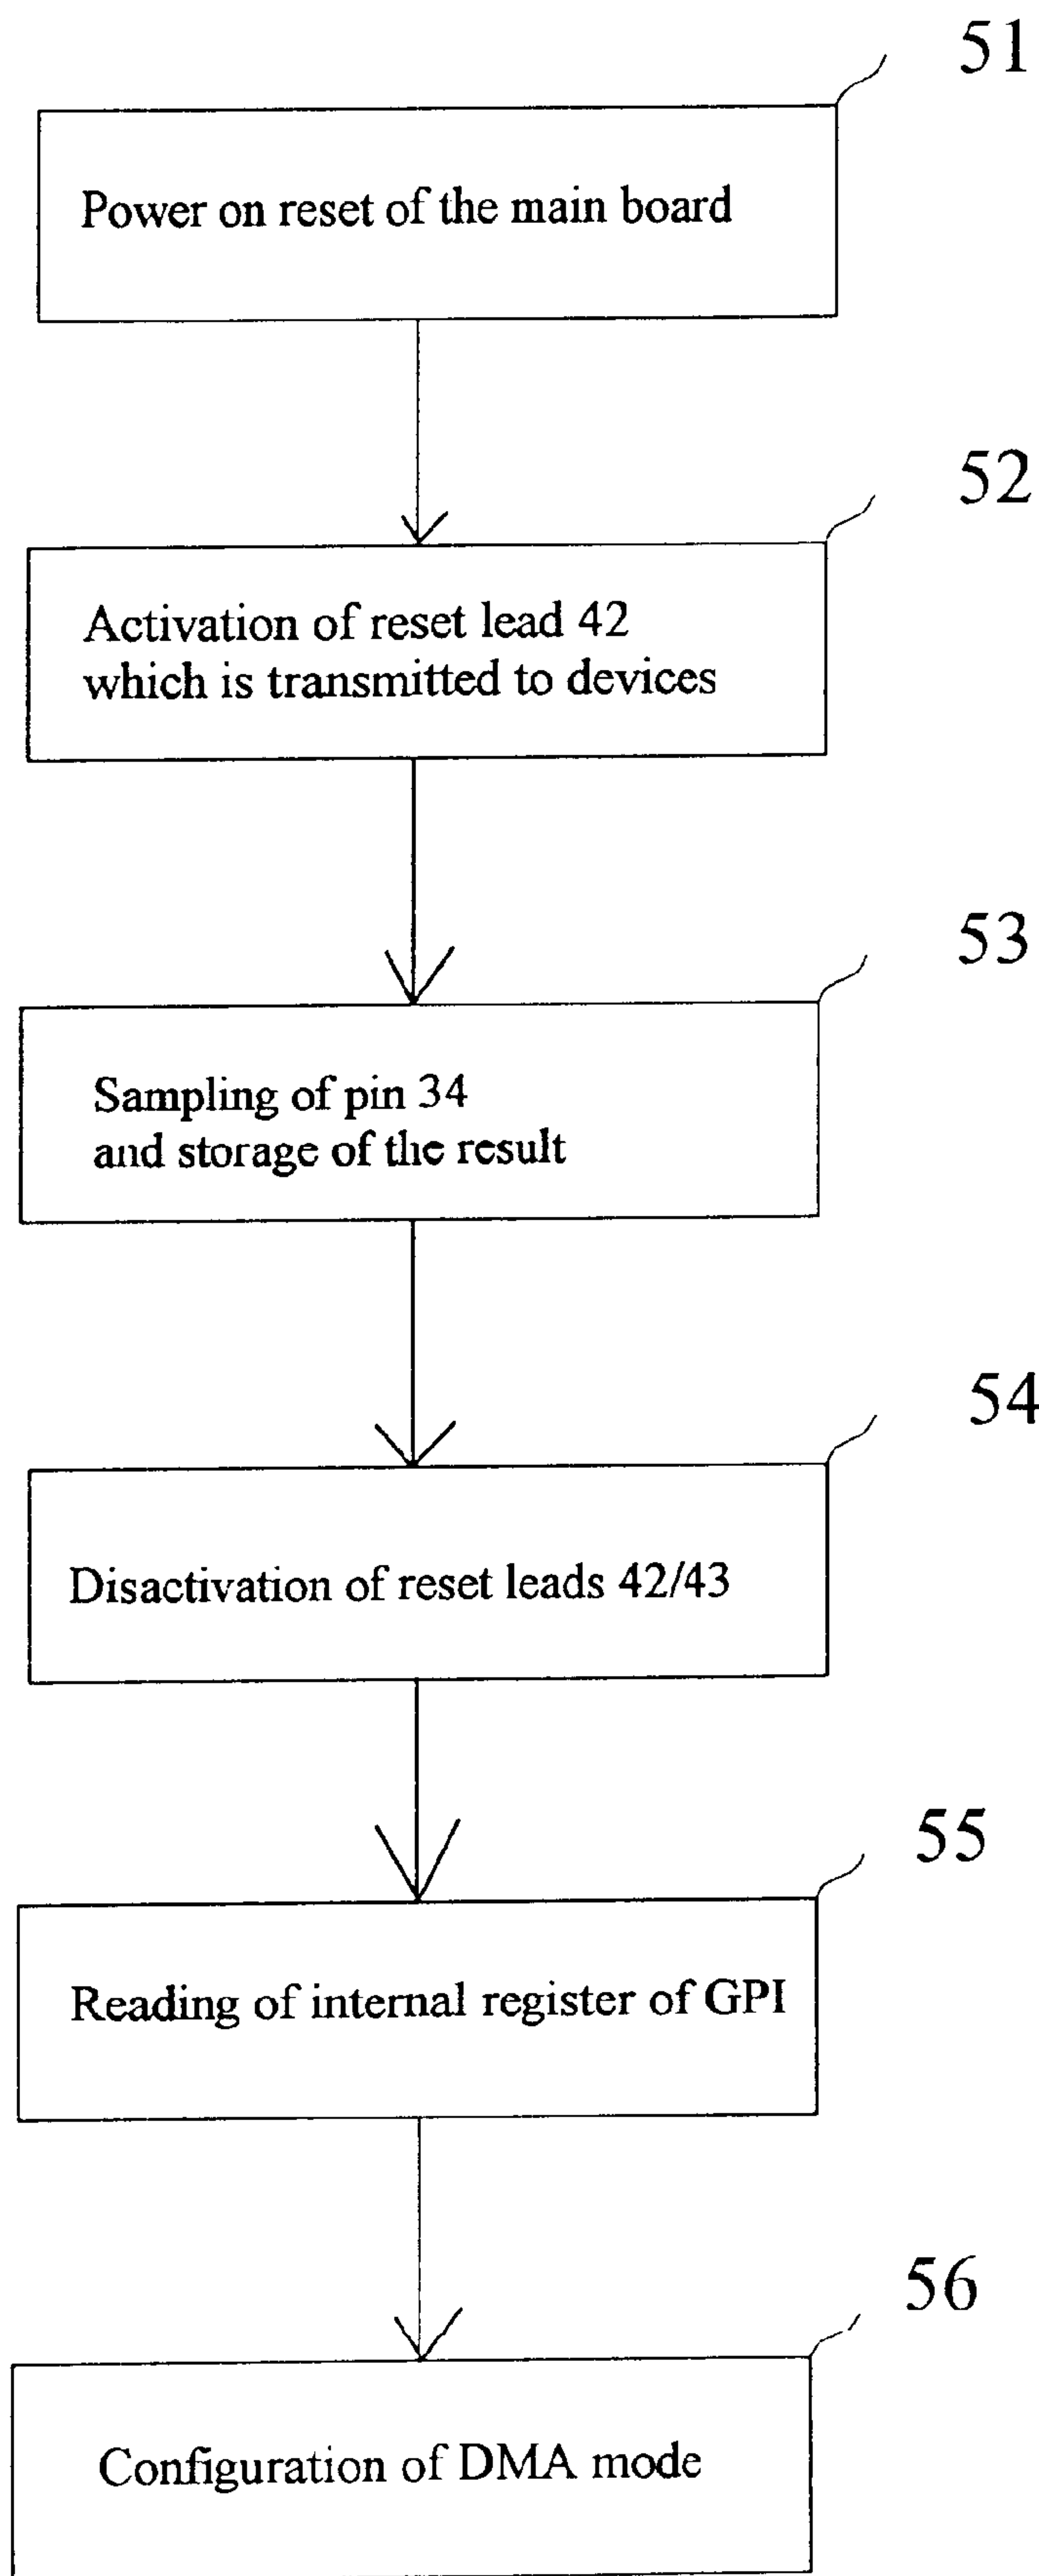 51
Power on reset of the main board
52
Activation of reset lead 42
which is transmitted to devices
53
Sampling of pin 34
and storage of the result
54
Disactivation of reset leads 42/43
55
Reading of internal register of GPI
56
Configuration of DMA mode